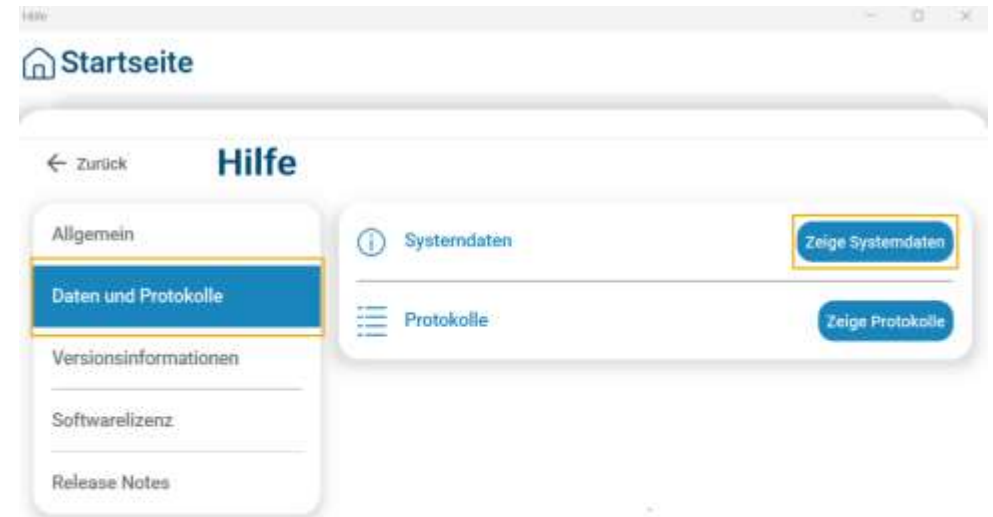 Hilfe
Startseite
Zurück
Hilfe
Allgemein
Daten und Protokolle
Versionsinformationen
Softwarelizenz
Release Notes
Systemdaten
Zeige Systemdaten
Protokolle
Zeige Protokolle